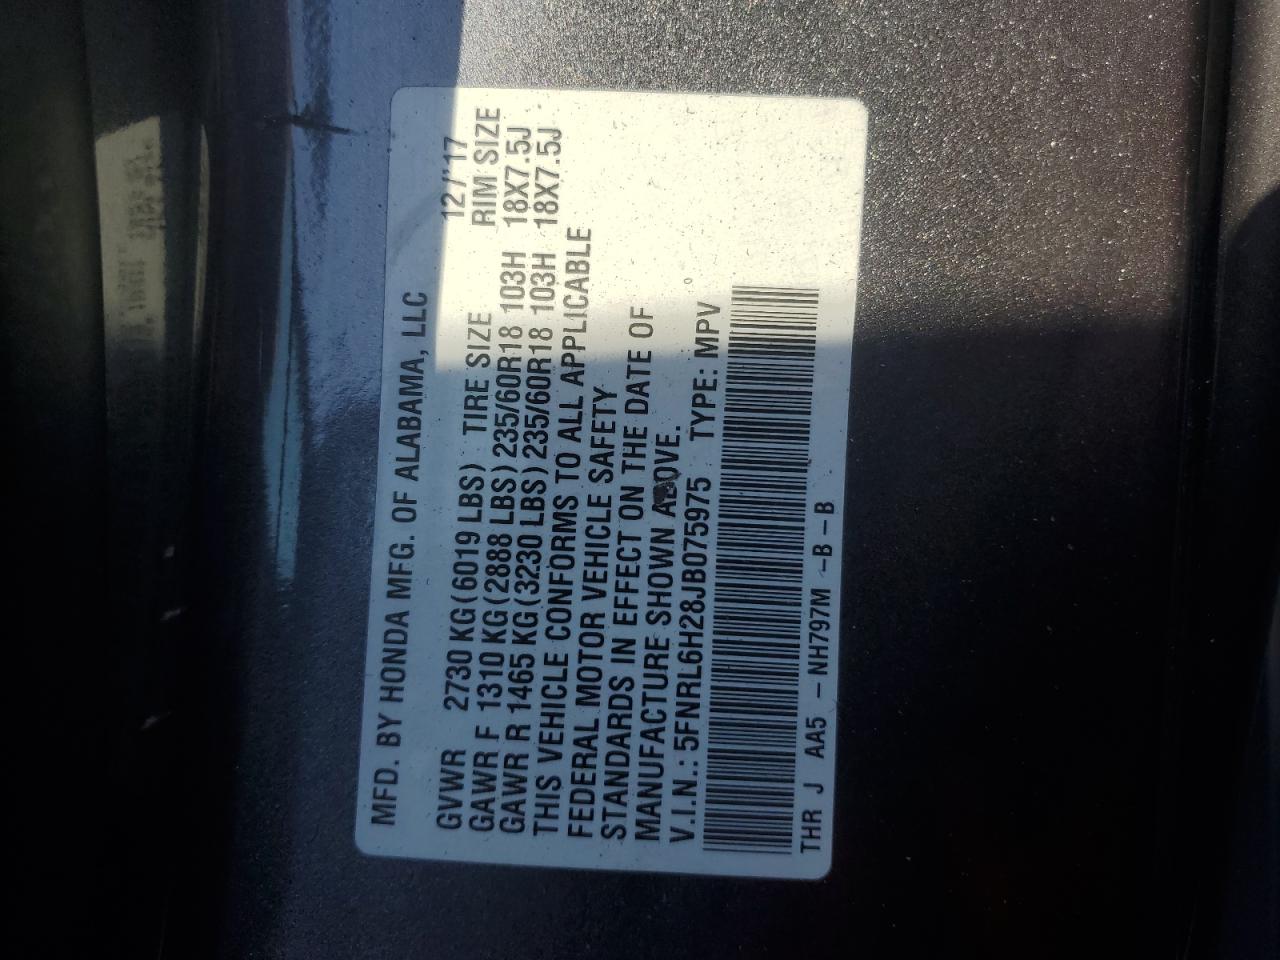 MFD. BY HONDA MFG. OF ALABAMA, LLC
12/'17
GVWR 2730 KG (6019 LBS) TIRE SIZE RIM SIZE
GAWR F 1310 KG (2888 LBS) 235/60R18 103H 18X7.5J
GAWR R 1465 KG (3230 LBS) 235/60R18 103H 18X7.5J
THIS VEHICLE CONFORMS TO ALL APPLICABLE
FEDERAL MOTOR VEHICLE SAFETY
STANDARDS IN EFFECT ON THE DATE OF
MANUFACTURE SHOWN ABOVE.
V.I.N.: 5FNRL6H28JB075975 TYPE: MPV
THR J AA5 - NH797M -B -B